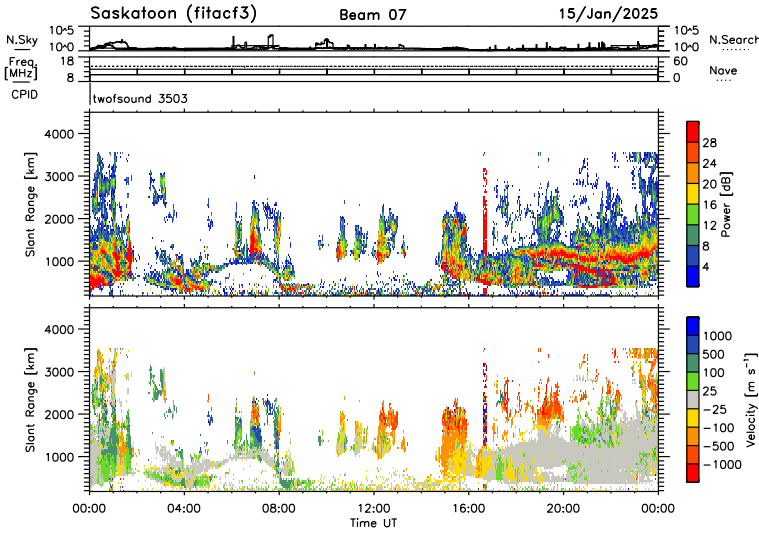 Saskatoon (fitacf3) Beam 07 15/Jan/2025
N.Sky 10^5 10^0 10^5 10^0 N.Search
Freq. [MHz] 18 8 60 0 Nave
CPID twofsound 3503
Slant Range [km] 4000 3000 2000 1000
Power [dB] 28 24 20 16 12 8 4
Slant Range [km] 4000 3000 2000 1000
Velocity [m s⁻¹] 1000 500 100 25 −25 −100 −500 −1000
00:00 04:00 08:00 12:00 16:00 20:00 00:00
Time UT